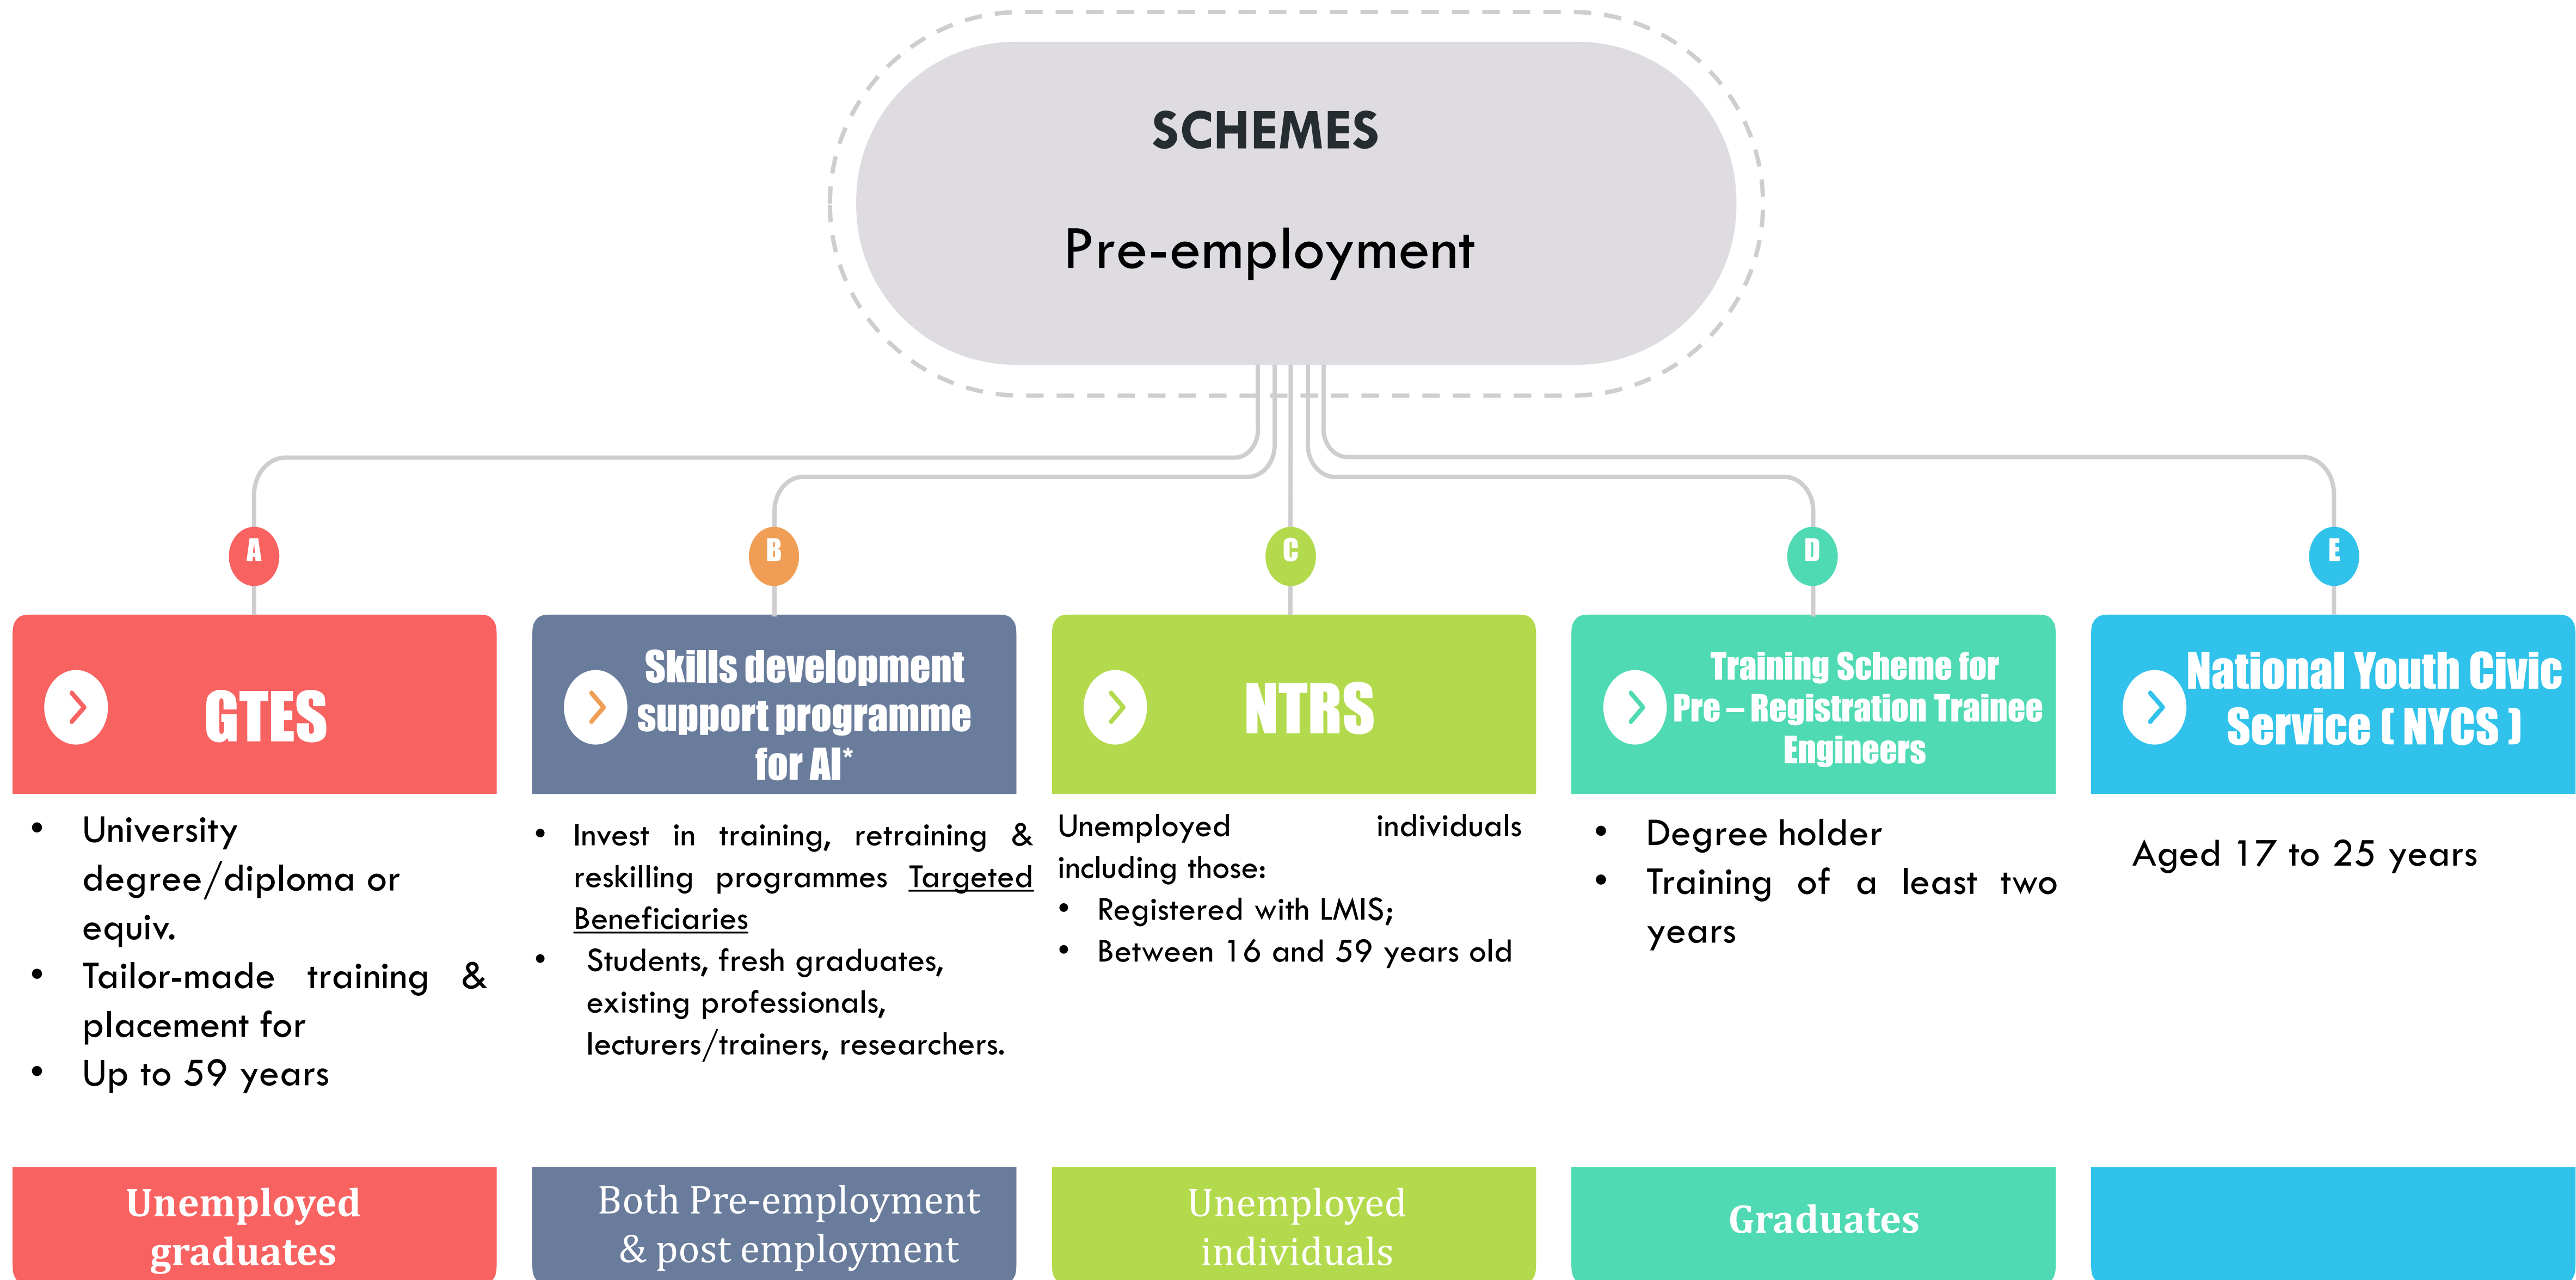 SCHEMES
Pre-employment
A
GTES
• University
degree/diploma or
equiv.
• Tailor-made training &
placement for
• Up to 59 years
Unemployed
graduates
B
Skills development
support programme
for AI*
• Invest in training, retraining &
reskilling programmes Targeted
Beneficiaries
• Students, fresh graduates,
existing professionals,
lecturers/trainers, researchers.
Both Pre-employment
& post employment
C
NTRS
Unemployed individuals
including those:
• Registered with LMIS;
• Between 16 and 59 years old
Unemployed
individuals
D
Training Scheme for
Pre – Registration Trainee
Engineers
• Degree holder
• Training of a least two
years
Graduates
E
National Youth Civic
Service ( NYCS )
Aged 17 to 25 years